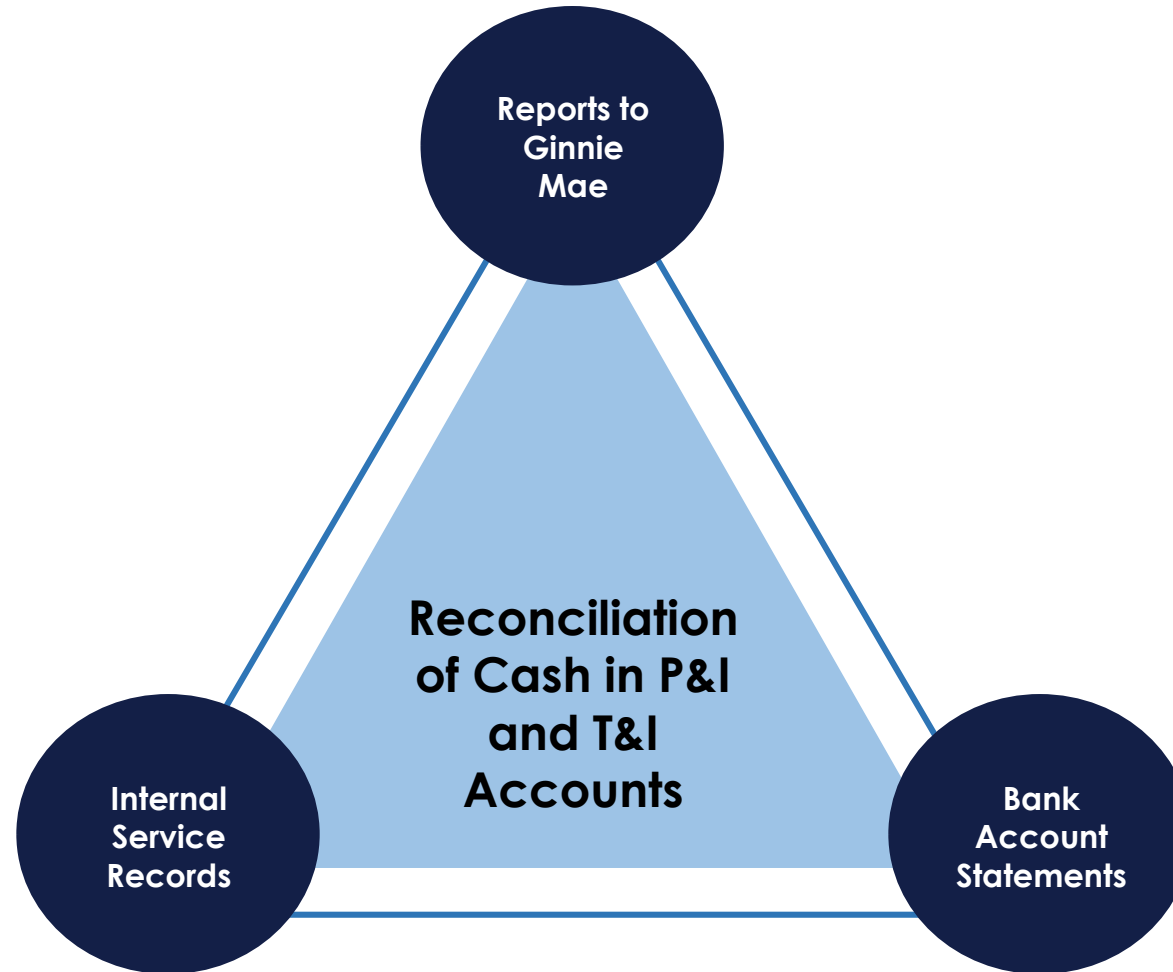 Reports to
Ginnie
Mae
Reconciliation
of Cash in P&I
and T&I
Accounts
Internal
Service
Records
Bank
Account
Statements